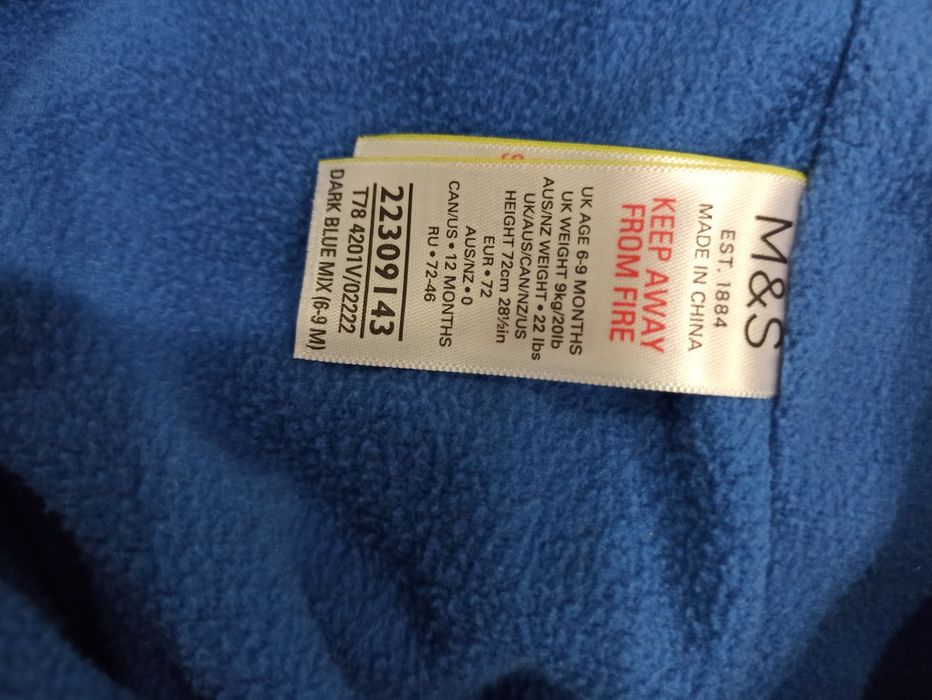 M&S
EST. 1884
MADE IN CHINA
KEEP AWAY
FROM FIRE
UK AGE 6-9 MONTHS
UK WEIGHT 9kg/20lb
AUS/NZ WEIGHT • 22 lbs
UK/AUS/CAN/NZ/US
HEIGHT 72cm 28½in
EUR • 72
AUS/NZ • 0
CAN/US • 12 MONTHS
RU • 72-46
22309143
T78 4201V/02222
DARK BLUE MIX (6-9 M)